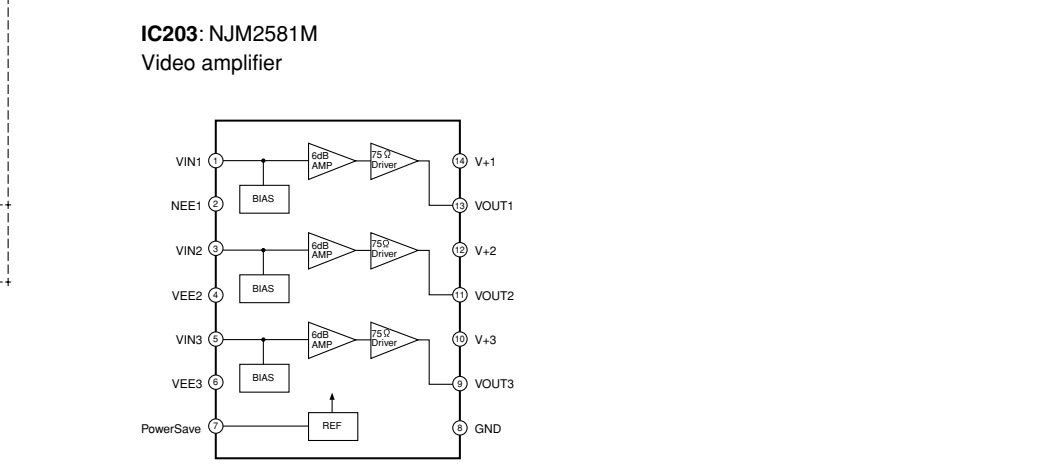 IC203: NJM2581M
Video amplifier
VIN1 1 6dB AMP 75Ω Driver 14 V+1
BIAS
NEE1 2 13 VOUT1
VIN2 3 6dB AMP 75Ω Driver 12 V+2
BIAS
VEE2 4 11 VOUT2
VIN3 5 6dB AMP 75Ω Driver 10 V+3
BIAS
VEE3 6 9 VOUT3
PowerSave 7 REF 8 GND